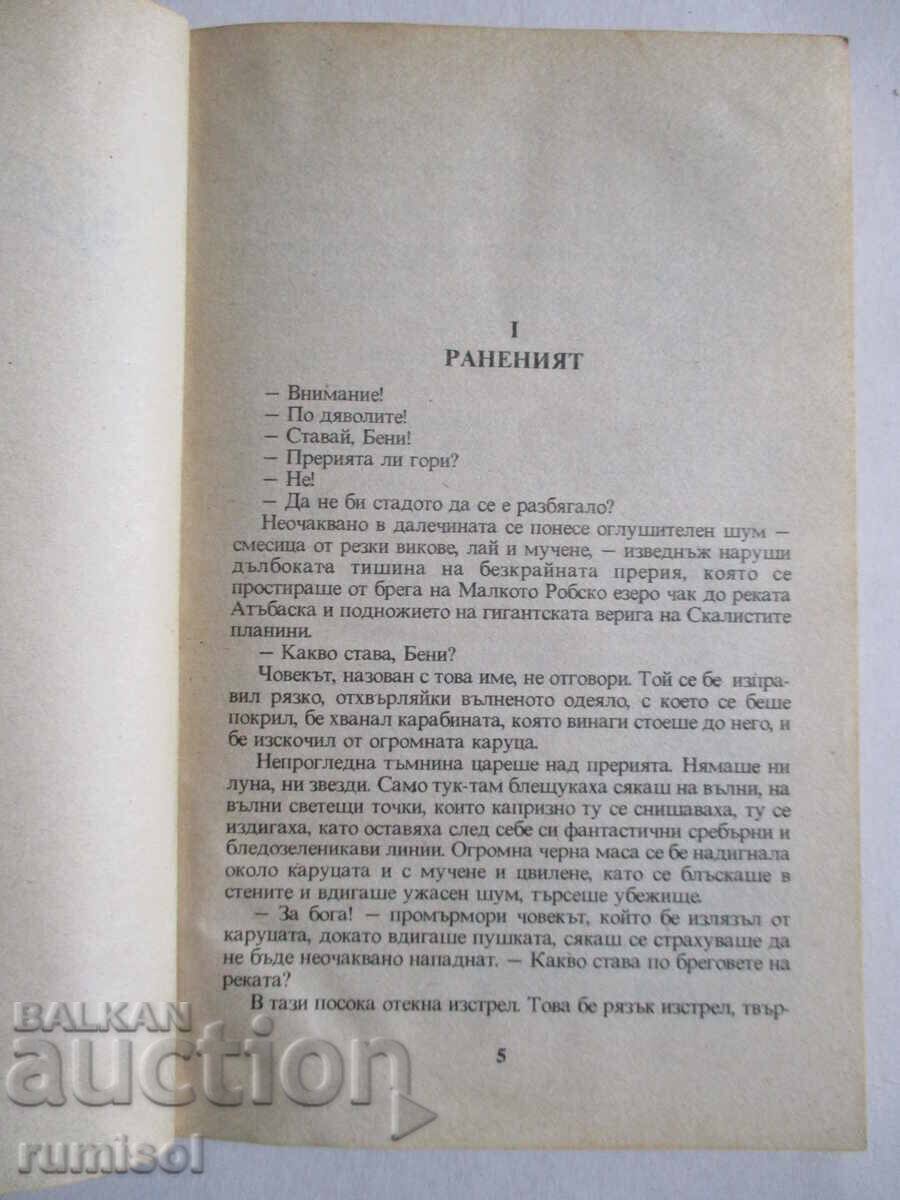 I
РАНЕНИЯТ
— Внимание!
— По дяволите!
— Ставай, Бени!
— Прерията ли гори?
— Не!
— Да не би стадото да се е разбягало?
Неочаквано в далечината се понесе оглушителен шум —
смесица от резки викове, лай и мучене, — изведнъж наруши
дълбоката тишина на безкрайната прерия, която се
простираше от брега на Малкото Робско езеро чак до реката
Атъбаска и подножието на гигантската верига на Скалистите
планини.
— Какво става, Бени?
Човекът, назован с това име, не отговори. Той се бе изпра-
вил рязко, отхвърляйки вълненото одеяло, с което се беше
покрил, бе хванал карабината, която винаги стоеше до него, и
бе изскочил от огромната каруца.
Непрогледна тъмнина цареше над прерията. Нямаше ни
луна, ни звезди. Само тук-там блещукаха сякаш на вълни, на
вълни светещи точки, които капризно ту се снишаваха, ту се
издигаха, като оставяха след себе си фантастични сребърни и
бледозеленикави линии. Огромна черна маса се бе надигнала
около каруцата и с мучене и цвилене, като се блъскаше в
стените и вдигаше ужасен шум, търсеше убежище.
— За бога! — промърмори човекът, който бе излязъл от
каруцата, докато вдигаше пушката, сякаш се страхуваше да
не бъде неочаквано нападнат. — Какво става по бреговете на
реката?
В тази посока отекна изстрел. Това бе рязък изстрел, твър-
5
BALKAN
auction
rumisol